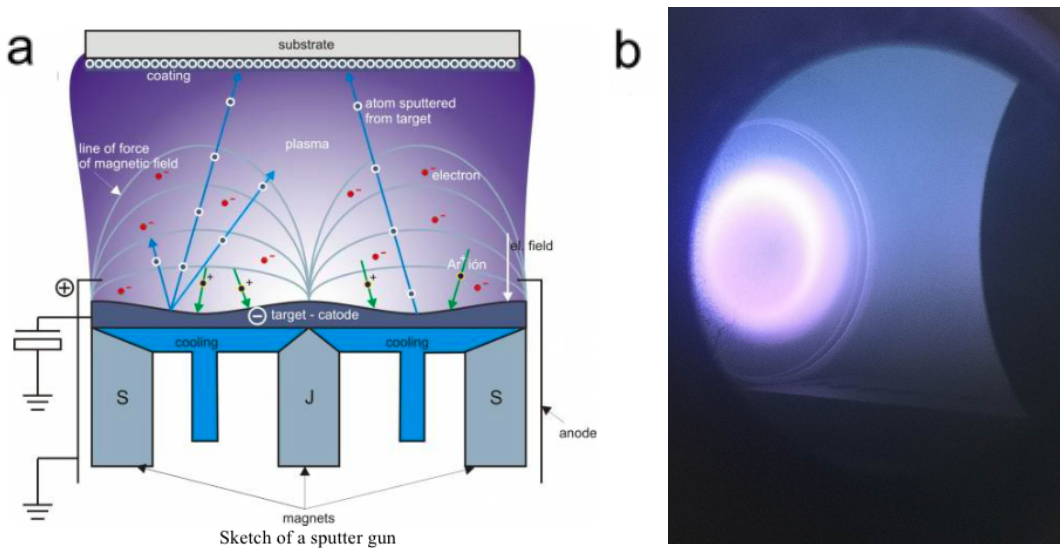 a
substrate
coating
atom sputtered
from target
line of force
of magnetic field
plasma
electron
-
-
-
-
-
-
-
-
-
-
el. field
Ar ión
+
+
+
+
+
- target - catode
cooling
cooling
S
J
S
anode
magnets
Sketch of a sputter gun
b